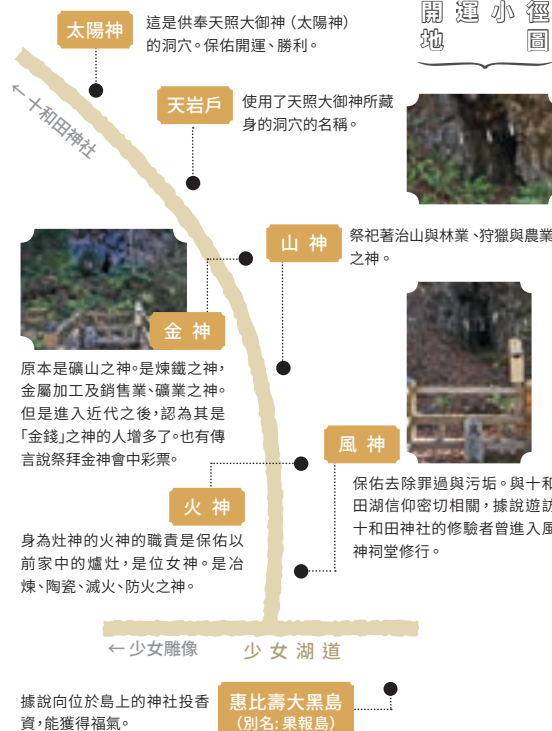 開運小徑
地圖
太陽神
這是供奉天照大御神（太陽神）
的洞穴。保佑開運、勝利。
←十和田神社
天岩戶
使用了天照大御神所藏
身的洞穴的名稱。
山神
祭祀著治山與林業、狩獵與農業
之神。
金神
原本是礦山之神。是煉鐵之神，
金屬加工及銷售業、礦業之神。
但是進入近代之後，認為其是
「金錢」之神的人增多了。也有傳
言說祭拜金神會中彩票。
風神
保佑去除罪過與污垢。與十和
田湖信仰密切相關，據說遊訪
十和田神社的修驗者曾進入風
神祠堂修行。
火神
身為灶神的火神的職責是保佑以
前家中的爐灶，是位女神。是冶
煉、陶瓷、滅火、防火之神。
←少女雕像
少女湖道
據說向位於島上的神社投香
資，能獲得福氣。
惠比壽大黑島
（別名：果報島）